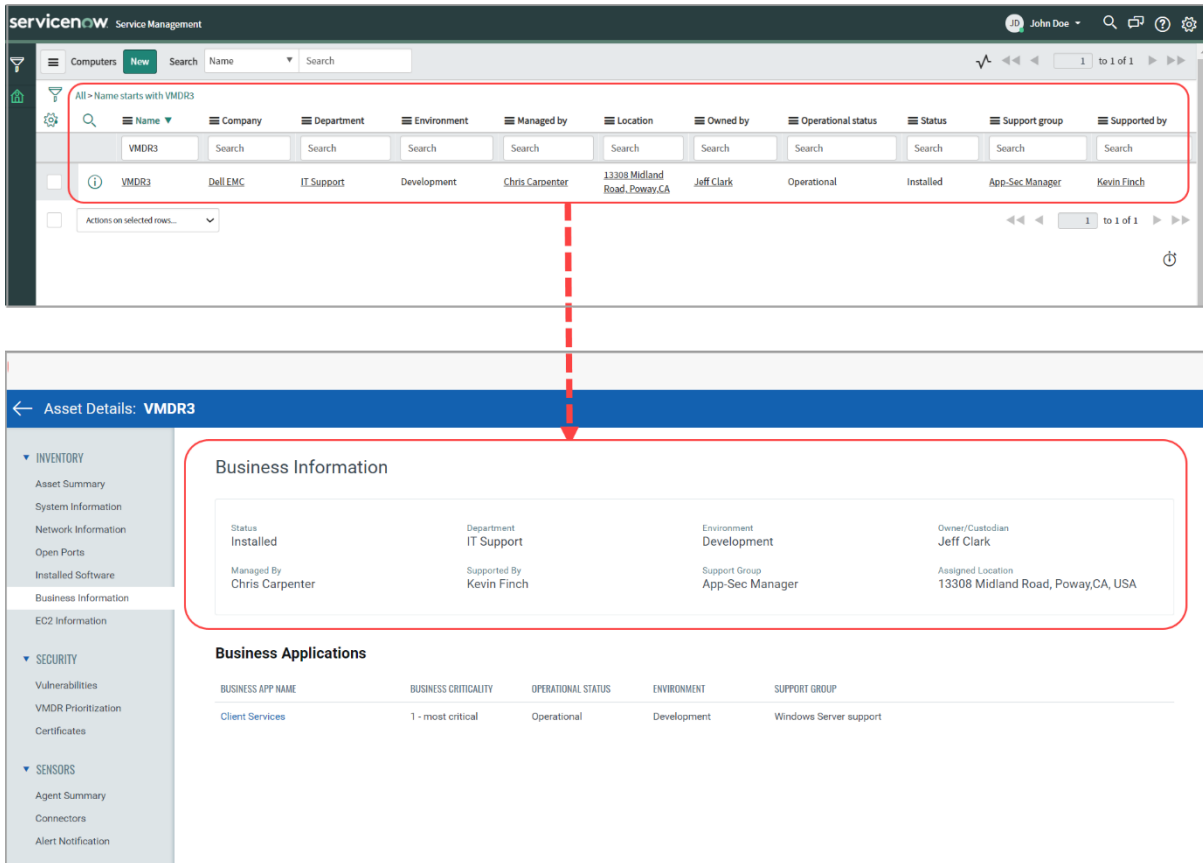 servicenow Service Management
JD John Doe
Computers New Search Name Search 1 to 1 of 1
All > Name starts with VMDR3
Name Company Department Environment Managed by Location Owned by Operational status Status Support group Supported by
VMDR3 Search Search Search Search Search Search Search Search Search Search
VMDR3 Dell EMC IT Support Development Chris Carpenter 13308 Midland Jeff Clark Operational Installed App-Sec Manager Kevin Finch
Road, Poway,CA
Actions on selected rows... 1 to 1 of 1
Asset Details: VMDR3
INVENTORY
Asset Summary
System Information
Network Information
Open Ports
Installed Software
Business Information
EC2 Information
SECURITY
Vulnerabilities
VMDR Prioritization
Certificates
SENSORS
Agent Summary
Connectors
Alert Notification
Business Information
Status Department Environment Owner/Custodian
Installed IT Support Development Jeff Clark
Managed By Supported By Support Group Assigned Location
Chris Carpenter Kevin Finch App-Sec Manager 13308 Midland Road, Poway,CA, USA
Business Applications
BUSINESS APP NAME BUSINESS CRITICALITY OPERATIONAL STATUS ENVIRONMENT SUPPORT GROUP
Client Services 1 - most critical Operational Development Windows Server support